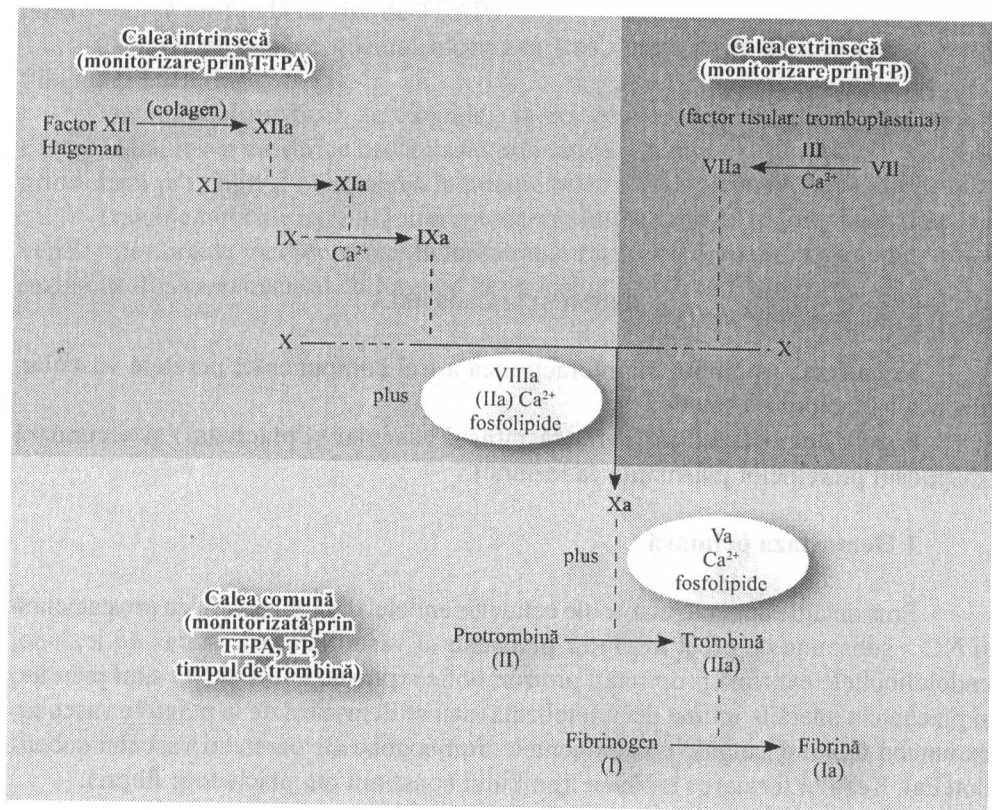 Calea intrinsecă
(monitorizare prin TTPA)
Factor XII
Hageman
(colagen)
XIIa
XI
XIa
IX
Ca²⁺
IXa
X
Calea extrinsecă
(monitorizare prin TP)
(factor tisular: tromboplastina)
VIIa
III
Ca²⁺
VII
X
plus
VIIIa
(IIa) Ca²⁺
fosfolipide
Xa
plus
Va
Ca²⁺
fosfolipide
Calea comună
(monitorizată prin
TTPA, TP,
timpul de trombină)
Protrombină
(II)
Trombină
(IIa)
Fibrinogen
(I)
Fibrină
(Ia)